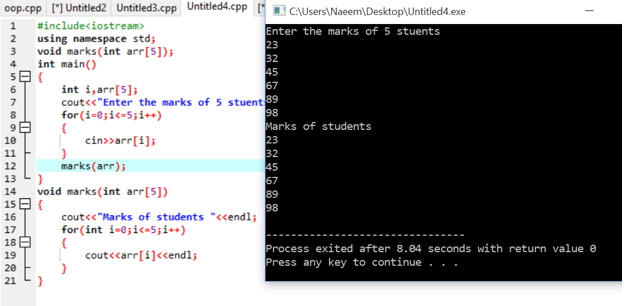 oop.cpp [*] Untitled2 Untitled3.cpp Untitled4.cpp
1 #include<iostream>
2 using namespace std;
3 void marks(int arr[5]);
4 int main()
5 {
6 int i,arr[5];
7 cout<<"Enter the marks of 5 stuents
8 for(i=0;i<=5;i++)
9 {
10 cin>>arr[i];
11 }
12 marks(arr);
13 }
14 void marks(int arr[5])
15 {
16 cout<<"Marks of students "<<endl;
17 for(int i=0;i<=5;i++)
18 {
19 cout<<arr[i]<<endl;
20 }
21 }
C:\Users\Naeem\Desktop\Untitled4.exe
Enter the marks of 5 stuents
23
32
45
67
89
98
Marks of students
23
32
45
67
89
98
--------------------------------
Process exited after 8.04 seconds with return value 0
Press any key to continue . . .